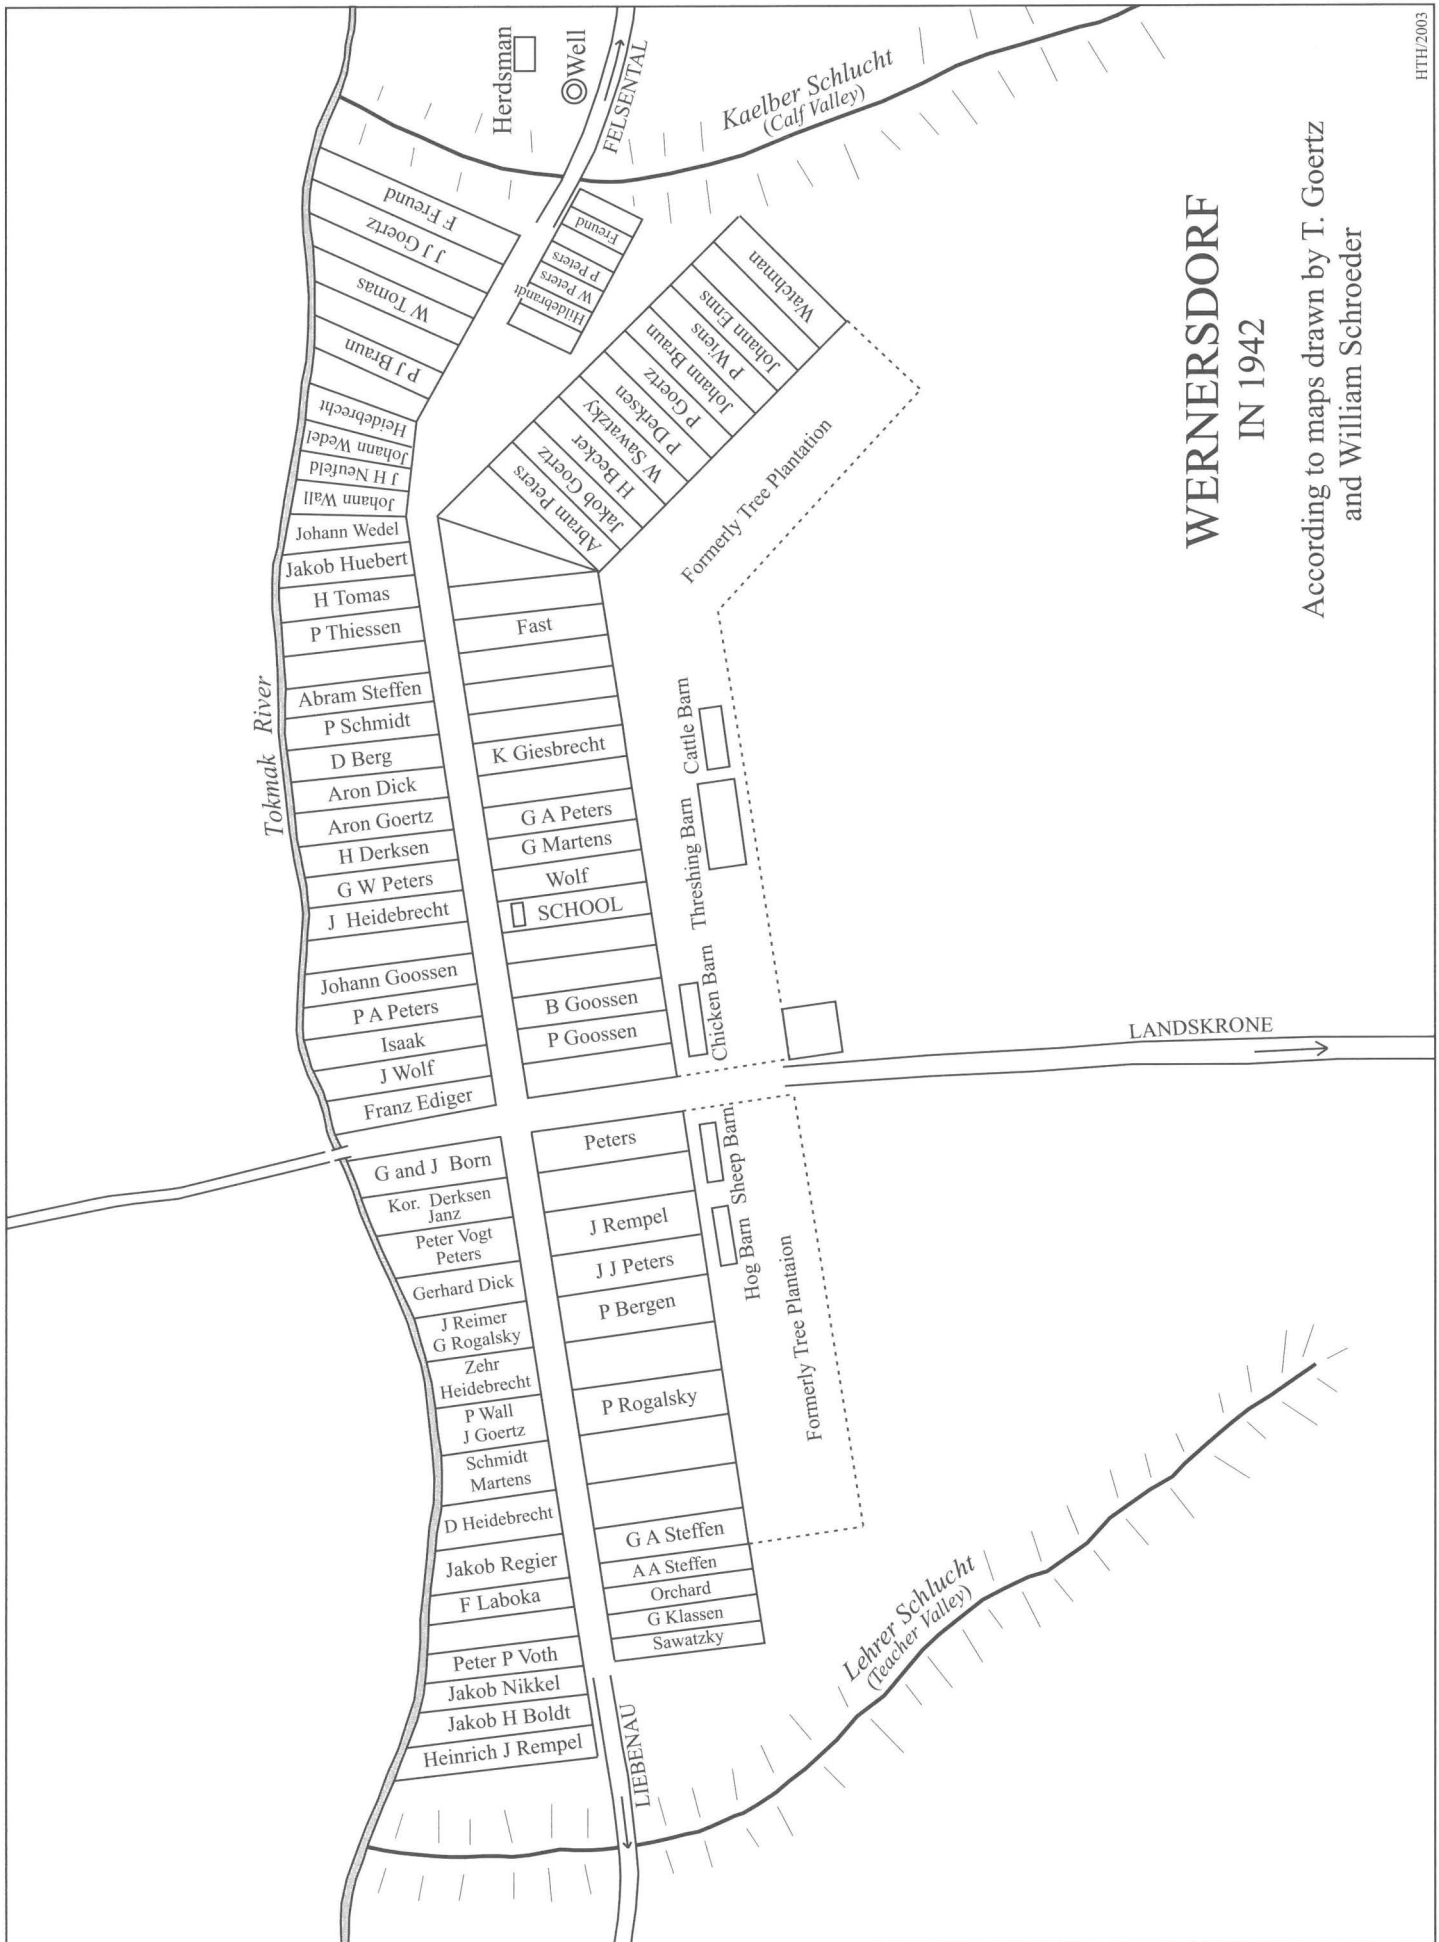 WERNERSDORF
IN 1942
According to maps drawn by T. Goertz
and William Schroeder
HTH/2003
Herdsman
Well
FELSENTAL
Kaelber Schlucht
(Calf Valley)
Tokmak River
F Freund
J J Goertz
W Tomas
P J Braun
Heidebrecht
Johann Wedel
J H Neufeld
Johann Wall
Johann Wedel
Jakob Huebert
H Tomas
P Thiessen
Abram Steffen
P Schmidt
D Berg
Aron Dick
Aron Goertz
H Derksen
G W Peters
J Heidebrecht
Johann Goossen
P A Peters
Isaak
J Wolf
Franz Ediger
G and J Born
Kor. Derksen
Janz
Peter Vogt
Peters
Gerhard Dick
J Reimer
G Rogalsky
Zehr
Heidebrecht
P Wall
J Goertz
Schmidt
Martens
D Heidebrecht
Jakob Regier
F Laboka
Peter P Voth
Jakob Nikkel
Jakob H Boldt
Heinrich J Rempel
Freund
P Peters
W Peters
Hildebrandt
Watchman
Johann Enns
P Wiens
Johann Braun
P Goertz
P Derksen
W Sawatzky
H Becker
Jakob Goertz
Abram Peters
Formerly Tree Plantation
Fast
K Giesbrecht
G A Peters
G Martens
Wolf
SCHOOL
B Goossen
P Goossen
Cattle Barn
Threshing Barn
Chicken Barn
LANDSKRONE
Peters
J Rempel
J J Peters
P Bergen
P Rogalsky
G A Steffen
A A Steffen
Orchard
G Klassen
Sawatzky
Sheep Barn
Hog Barn
Formerly Tree Plantaion
Lehrer Schlucht
(Teacher Valley)
LIEBENAU